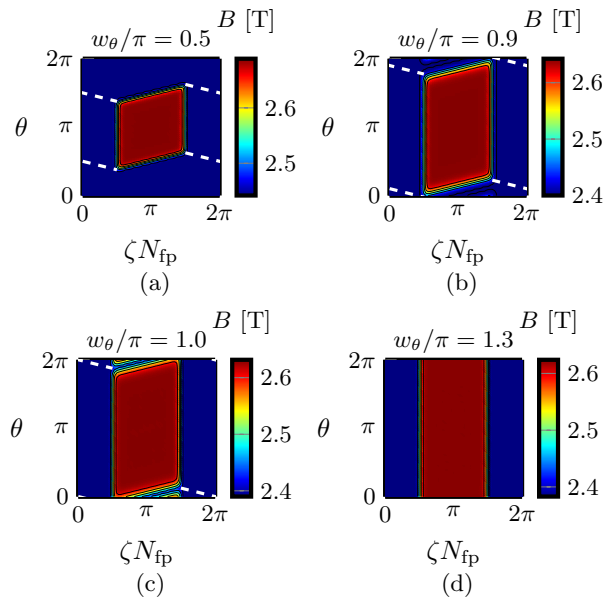 B [T]
w_θ/π = 0.5
2π
θ
π
0
0
π
2π
2.6
2.5
ζN_fp
(a)
B [T]
w_θ/π = 0.9
2π
θ
π
0
0
π
2π
2.6
2.5
2.4
ζN_fp
(b)
B [T]
w_θ/π = 1.0
2π
θ
π
0
0
π
2π
2.6
2.5
2.4
ζN_fp
(c)
B [T]
w_θ/π = 1.3
2π
θ
π
0
0
π
2π
2.6
2.5
2.4
ζN_fp
(d)